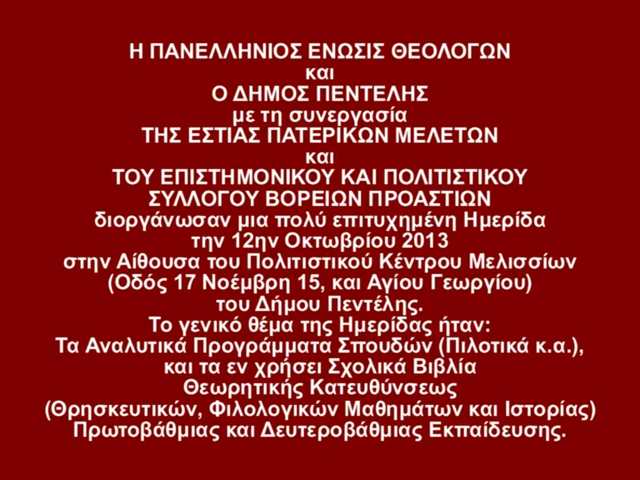 Η ΠΑΝΕΛΛΗΝΙΟΣ ΕΝΩΣΙΣ ΘΕΟΛΟΓΩΝ
και
Ο ΔΗΜΟΣ ΠΕΝΤΕΛΗΣ
με τη συνεργασία
ΤΗΣ ΕΣΤΙΑΣ ΠΑΤΕΡΙΚΩΝ ΜΕΛΕΤΩΝ
και
ΤΟΥ ΕΠΙΣΤΗΜΟΝΙΚΟΥ ΚΑΙ ΠΟΛΙΤΙΣΤΙΚΟΥ
ΣΥΛΛΟΓΟΥ ΒΟΡΕΙΩΝ ΠΡΟΑΣΤΙΩΝ
διοργάνωσαν μια πολύ επιτυχημένη Ημερίδα
την 12ην Οκτωβρίου 2013
στην Αίθουσα του Πολιτιστικού Κέντρου Μελισσίων
(Οδός 17 Νοέμβρη 15, και Αγίου Γεωργίου)
του Δήμου Πεντέλης.
Το γενικό θέμα της Ημερίδας ήταν:
Τα Αναλυτικά Προγράμματα Σπουδών (Πιλοτικά κ.α.),
και τα εν χρήσει Σχολικά Βιβλία
Θεωρητικής Κατευθύνσεως
(Θρησκευτικών, Φιλολογικών Μαθημάτων και Ιστορίας)
Πρωτοβάθμιας και Δευτεροβάθμιας Εκπαίδευσης.